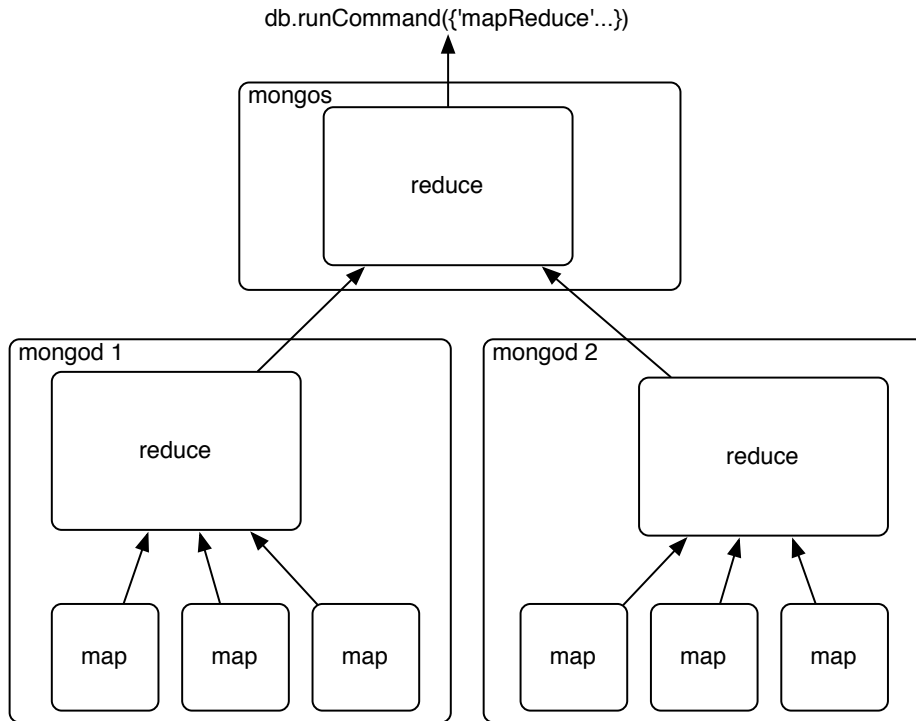 db.runCommand({'mapReduce'...})
mongos
reduce
mongod 1
mongod 2
reduce
reduce
map
map
map
map
map
map